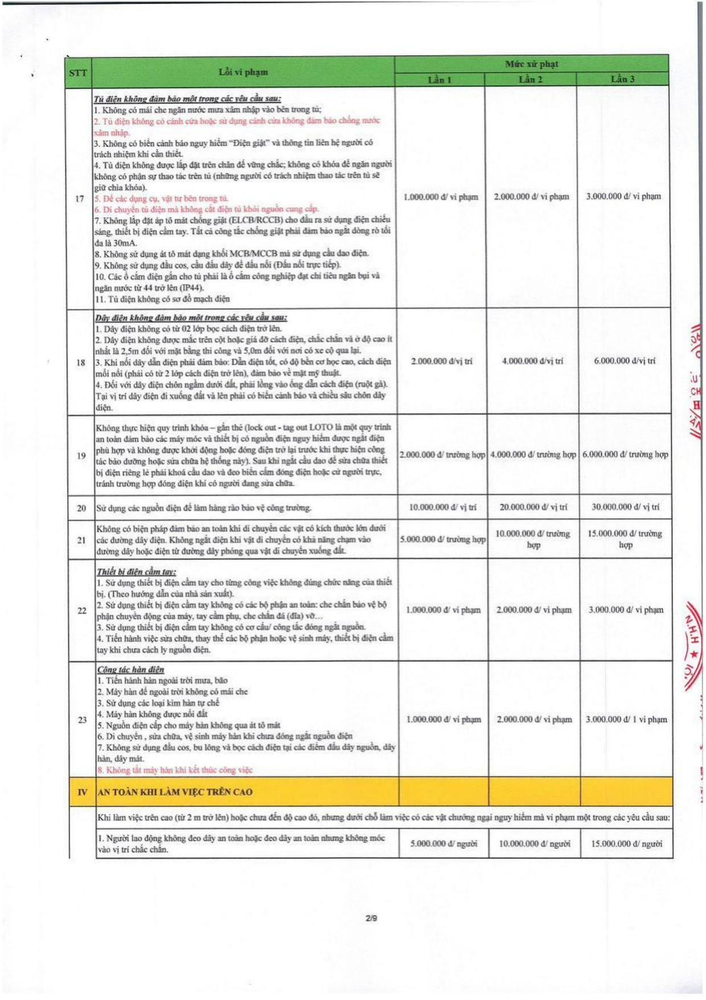 STT
Lỗi vi phạm
Mức xử phạt
Lần 1
Lần 2
Lần 3
17
Tủ điện không đảm bảo một trong các yêu cầu sau:
1. Không có mái che ngăn nước mưa xâm nhập vào bên trong tủ;
2. Tủ điện không có cánh cửa hoặc sử dụng cánh cửa không đảm bảo chống nước
xâm nhập.
3. Không có biển cảnh báo nguy hiểm “Điện giật” và thông tin liên hệ người có
trách nhiệm khi cần thiết.
4. Tủ điện không được lắp đặt trên chân đế vững chắc; không có khóa để ngăn người
không có phận sự thao tác trên tủ (những người có trách nhiệm thao tác trên tủ sẽ
giữ chìa khóa).
5. Để các dụng cụ, vật tư bên trong tủ.
6. Di chuyển tủ điện mà không cắt điện tủ khỏi nguồn cung cấp.
7. Không lắp đặt áp tô mát chống giật (ELCB/RCCB) cho đầu ra sử dụng điện chiếu
sáng, thiết bị điện cầm tay. Tất cả công tắc chống giật phải đảm bảo ngắt dòng rò tối
đa là 30mA.
8. Không sử dụng át tô mát dạng khối MCB/MCCB mà sử dụng cầu dao điện.
9. Không sử dụng đầu cos, cầu đấu dây để đấu nối (Đấu nối trực tiếp).
10. Các ổ cắm điện gắn cho tủ phải là ổ cắm công nghiệp đạt chỉ tiêu ngăn bụi và
ngăn nước từ 44 trở lên (IP44).
11. Tủ điện không có sơ đồ mạch điện
1.000.000 đ/ vi phạm
2.000.000 đ/ vi phạm
3.000.000 đ/ vi phạm
18
Dây điện không đảm bảo một trong các yêu cầu sau:
1. Dây điện không có từ 02 lớp bọc cách điện trở lên.
2. Dây điện không được mắc trên cột hoặc giá đỡ cách điện, chắc chắn và ở độ cao ít
nhất là 2,5m đối với mặt bằng thi công và 5,0m đối với nơi có xe cộ qua lại.
3. Khi nối dây dẫn điện phải đảm bảo: Dẫn điện tốt, có độ bền cơ học cao, cách điện
mối nối (phải có từ 2 lớp cách điện trở lên), đảm bảo về mặt mỹ thuật.
4. Đối với dây điện chôn ngầm dưới đất, phải lồng vào ống dẫn cách điện (ruột gà).
Tại vị trí dây điện đi xuống đất và lên phải có biển cảnh báo và chiều sâu chôn dây
điện.
2.000.000 đ/vị trí
4.000.000 đ/vị trí
6.000.000 đ/vị trí
19
Không thực hiện quy trình khóa – gắn thẻ (lock out - tag out LOTO là một quy trình
an toàn đảm bảo các máy móc và thiết bị có nguồn điện nguy hiểm được ngắt điện
phù hợp và không được khởi động hoặc đóng điện trở lại trước khi thực hiện công
tác bảo dưỡng hoặc sửa chữa hệ thống này). Sau khi ngắt cầu dao để sửa chữa thiết
bị điện riêng lẻ phải khoá cầu dao và đeo biển cấm đóng điện hoặc cử người trực,
tránh trường hợp đóng điện khi có người đang sửa chữa.
2.000.000 đ/ trường hợp
4.000.000 đ/ trường hợp
6.000.000 đ/ trường hợp
20
Sử dụng các nguồn điện để làm hàng rào bảo vệ công trường.
10.000.000 đ/ vị trí
20.000.000 đ/ vị trí
30.000.000 đ/ vị trí
21
Không có biện pháp đảm bảo an toàn khi di chuyển các vật có kích thước lớn dưới
các đường dây điện. Không ngắt điện khi vật di chuyển có khả năng chạm vào
đường dây hoặc điện từ đường dây phóng qua vật di chuyển xuống đất.
5.000.000 đ/ trường hợp
10.000.000 đ/ trường
hợp
15.000.000 đ/ trường
hợp
22
Thiết bị điện cầm tay:
1. Sử dụng thiết bị điện cầm tay cho từng công việc không đúng chức năng của thiết
bị. (Theo hướng dẫn của nhà sản xuất).
2. Sử dụng thiết bị điện cầm tay không có các bộ phận an toàn: che chắn bảo vệ bộ
phận chuyển động của máy, tay cầm phụ, che chắn đá (đĩa) vỡ…
3. Sử dụng thiết bị điện cầm tay không có cơ cấu/ công tắc đóng ngắt nguồn.
4. Tiến hành việc sửa chữa, thay thế các bộ phận hoặc vệ sinh máy, thiết bị điện cầm
tay khi chưa cách ly nguồn điện.
1.000.000 đ/ vi phạm
2.000.000 đ/ vi phạm
3.000.000 đ/ vi phạm
23
Công tác hàn điện
1. Tiến hành hàn ngoài trời mưa, bão
2. Máy hàn để ngoài trời không có mái che
3. Sử dụng các loại kìm hàn tự chế
4. Máy hàn không được nối đất
5. Nguồn điện cấp cho máy hàn không qua át tô mát
6. Di chuyển , sửa chữa, vệ sinh máy hàn khi chưa đóng ngắt nguồn điện
7. Không sử dụng đầu cos, bu lông và bọc cách điện tại các điểm đấu dây nguồn, dây
hàn, dây mát.
8. Không tắt máy hàn khi kết thúc công việc
1.000.000 đ/ vi phạm
2.000.000 đ/ vi phạm
3.000.000 đ/ 1 vi phạm
IV
AN TOÀN KHI LÀM VIỆC TRÊN CAO
Khi làm việc trên cao (từ 2 m trở lên) hoặc chưa đến độ cao đó, nhưng dưới chỗ làm việc có các vật chướng ngại nguy hiểm mà vi phạm một trong các yêu cầu sau:
1. Người lao động không đeo dây an toàn hoặc đeo dây an toàn nhưng không móc
vào vị trí chắc chắn.
5.000.000 đ/ người
10.000.000 đ/ người
15.000.000 đ/ người
2/9
N.H.H